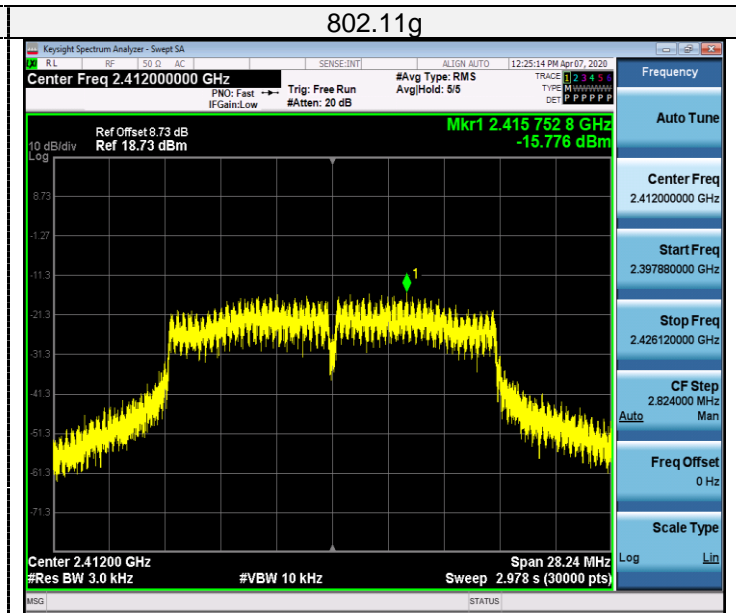 802.11g
Keysight Spectrum Analyzer - Swept SA
RL RF 50 Ω AC SENSE:INT ALIGN AUTO 12:25:14 PM Apr 07, 2020
Center Freq 2.412000000 GHz
PNO: Fast
IFGain:Low
Trig: Free Run
#Atten: 20 dB
#Avg Type: RMS
Avg|Hold: 5/5
TRACE 1 2 3 4 5 6
TYPE M WWWWW
DET P P P P P P
Ref Offset 8.73 dB
10 dB/div Ref 18.73 dBm
Log
Mkr1 2.415 752 8 GHz
-15.776 dBm
8.73
-1.27
-11.3
-21.3
-31.3
-41.3
-51.3
-61.3
-71.3
1
Center 2.41200 GHz Span 28.24 MHz
#Res BW 3.0 kHz #VBW 10 kHz Sweep 2.978 s (30000 pts)
MSG STATUS
Frequency
Auto Tune
Center Freq
2.412000000 GHz
Start Freq
2.397880000 GHz
Stop Freq
2.426120000 GHz
CF Step
2.824000 MHz
Auto Man
Freq Offset
0 Hz
Scale Type
Log Lin